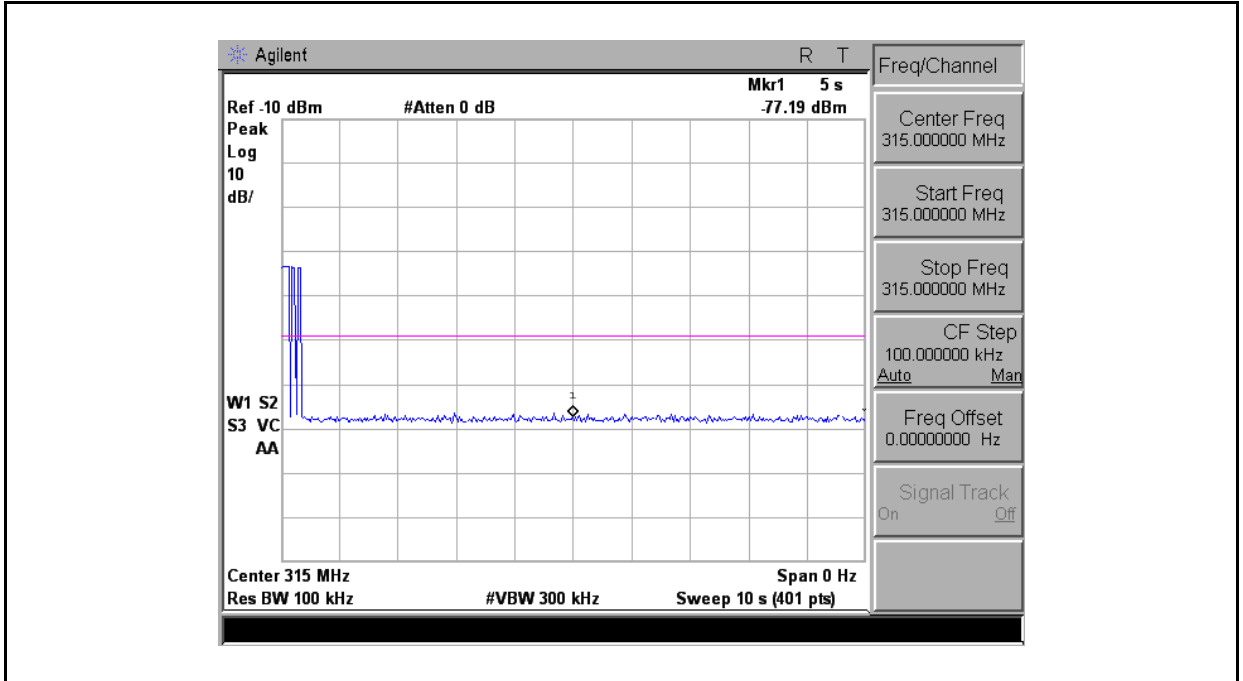 Agilent R T
Mkr1 5 s
Ref -10 dBm #Atten 0 dB -77.19 dBm
Peak
Log
10
dB/
1
W1 S2
S3 VC
AA
Center 315 MHz Span 0 Hz
Res BW 100 kHz #VBW 300 kHz Sweep 10 s (401 pts)
Freq/Channel
Center Freq
315.000000 MHz
Start Freq
315.000000 MHz
Stop Freq
315.000000 MHz
CF Step
100.000000 kHz
Auto Man
Freq Offset
0.00000000 Hz
Signal Track
On Off